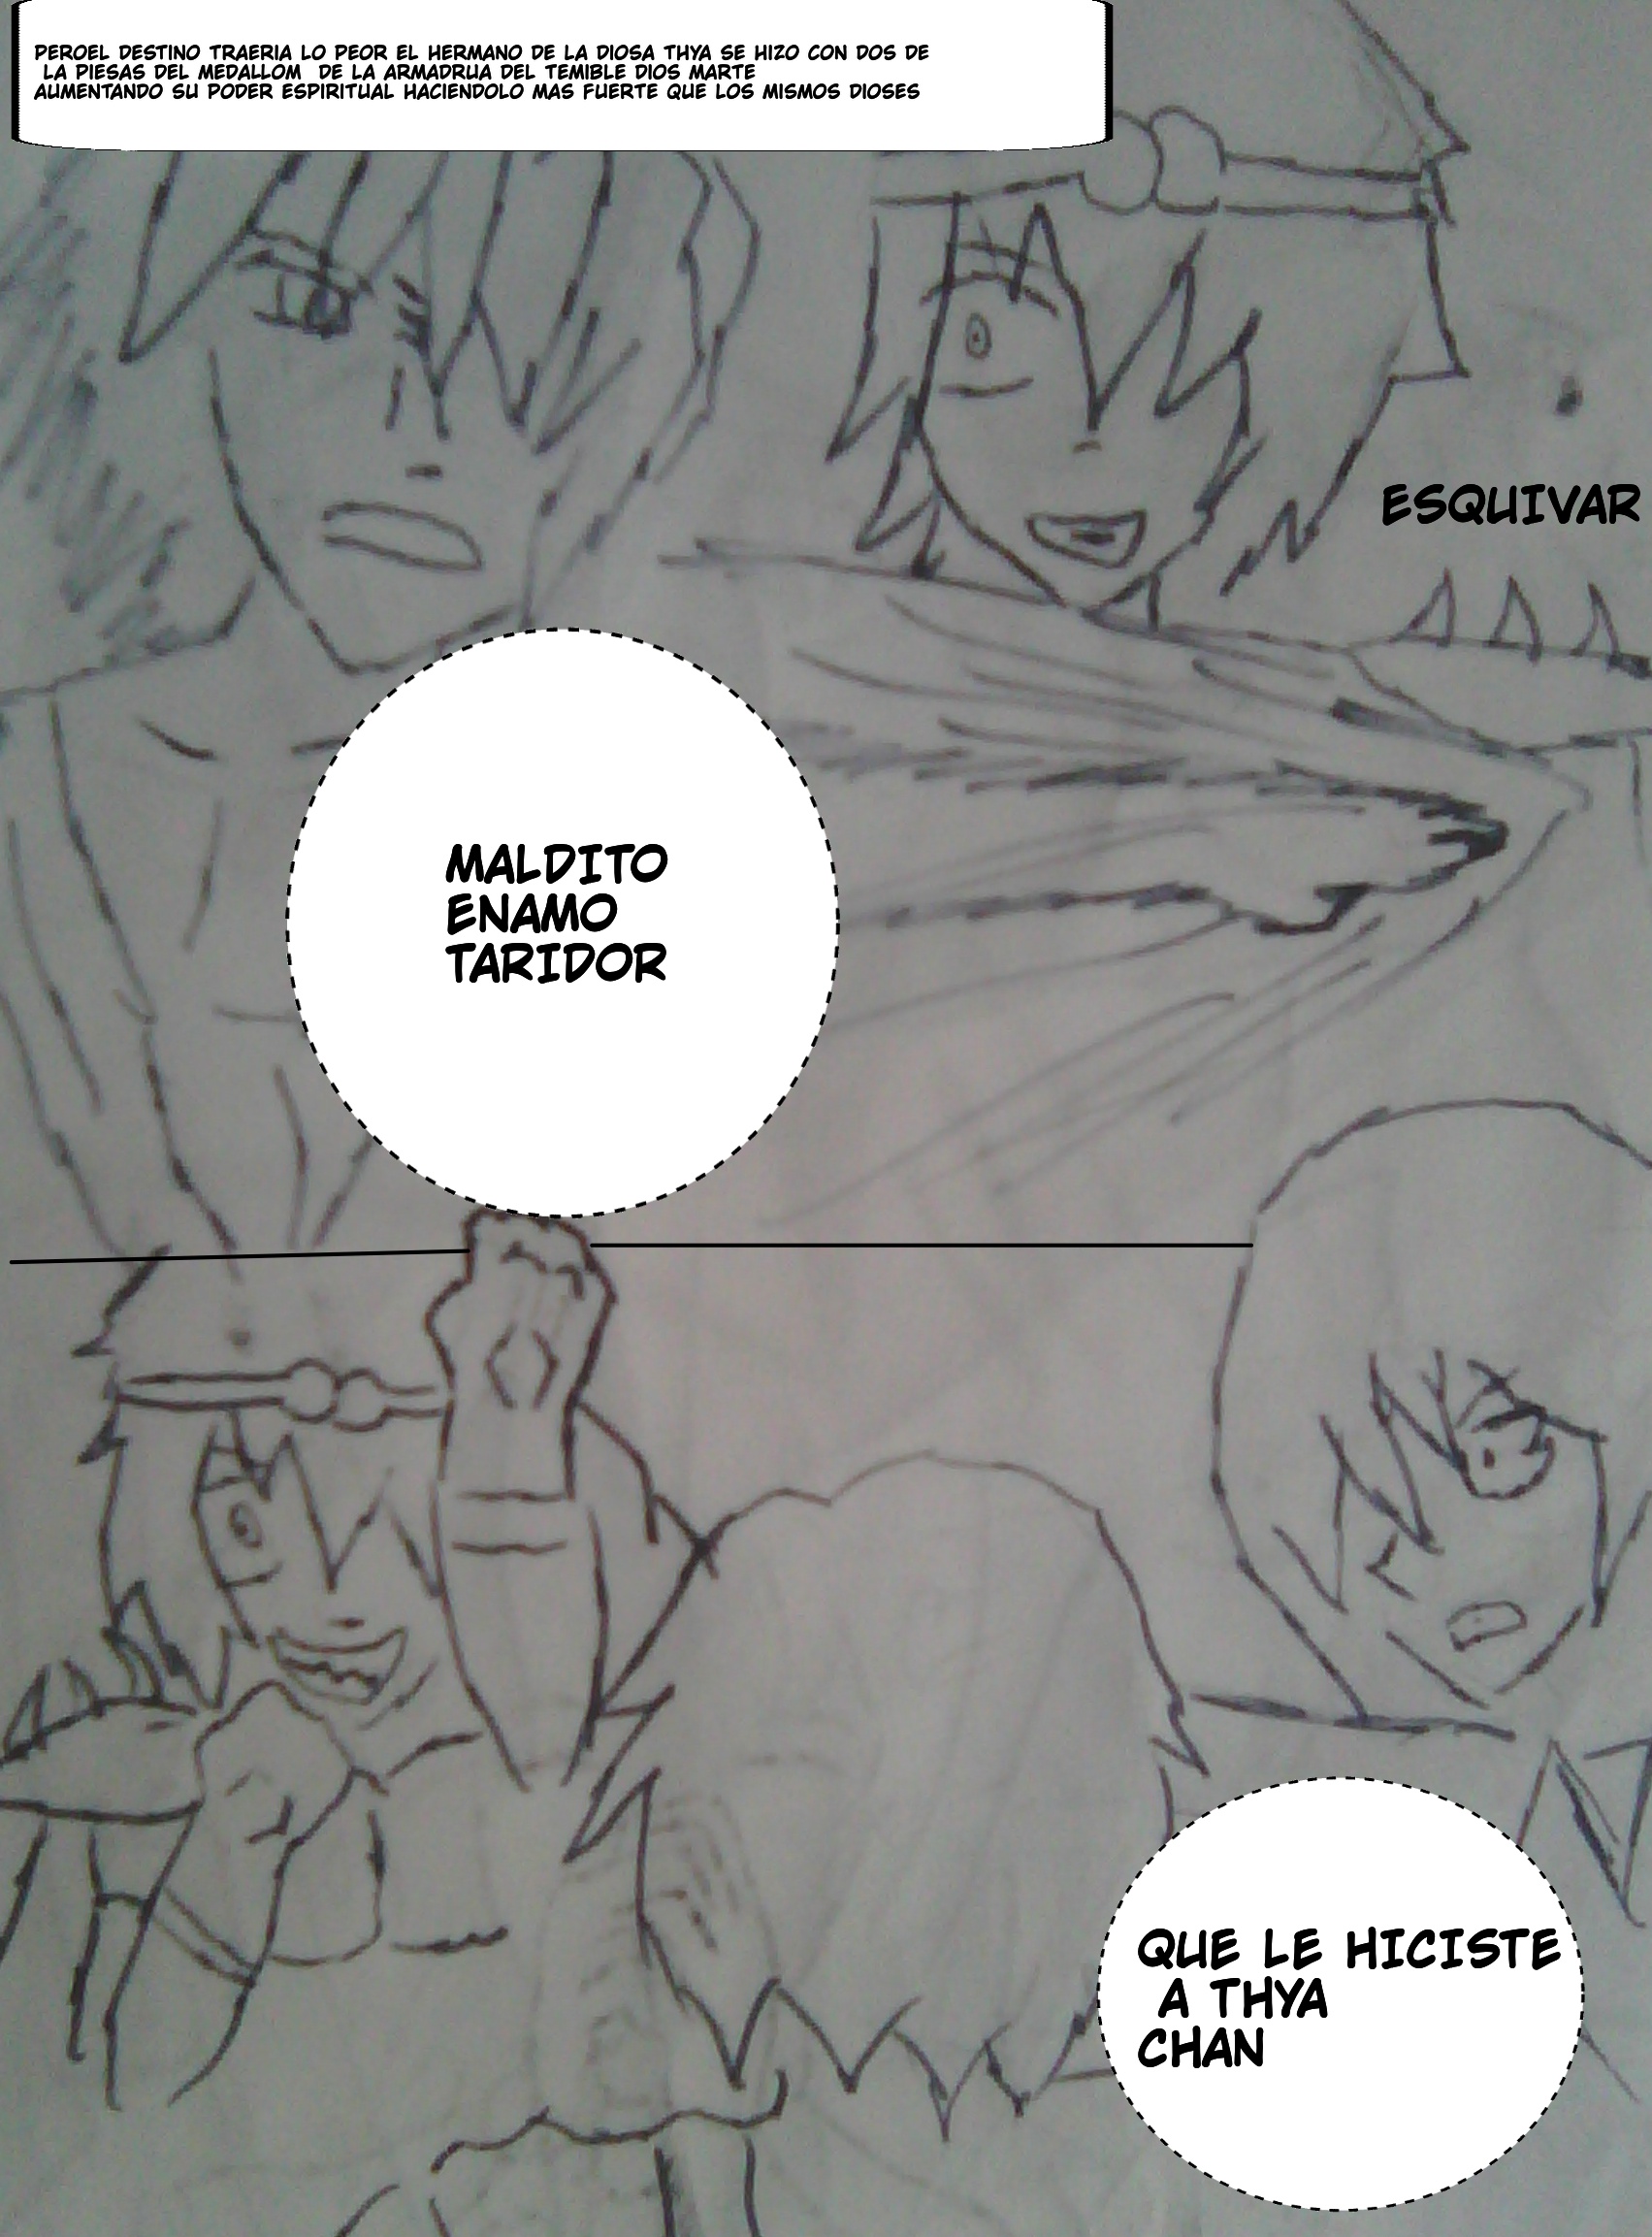 PEROEL DESTINO TRAERIA LO PEOR EL HERMANO DE LA DIOSA THYA SE HIZO CON DOS DE
LA PIESAS DEL MEDALLOM DE LA ARMADRUA DEL TEMIBLE DIOS MARTE
AUMENTANDO SU PODER ESPIRITUAL HACIENDOLO MAS FUERTE QUE LOS MISMOS DIOSES
ESQUIVAR
MALDITO
ENAMO
TARIDOR
QUE LE HICISTE
A THYA
CHAN